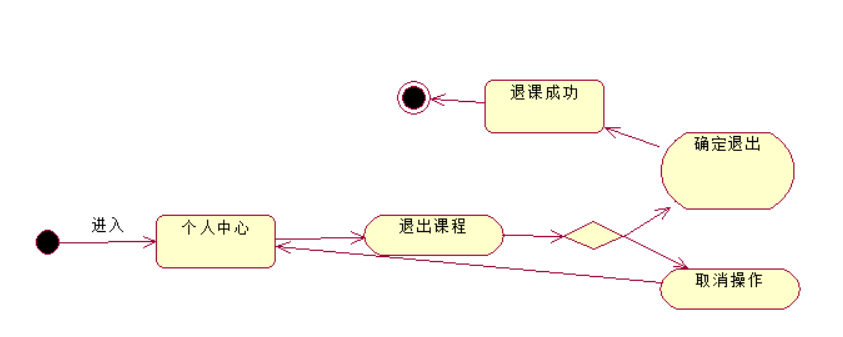 退课成功
确定退出
进入
个人中心
退出课程
取消操作